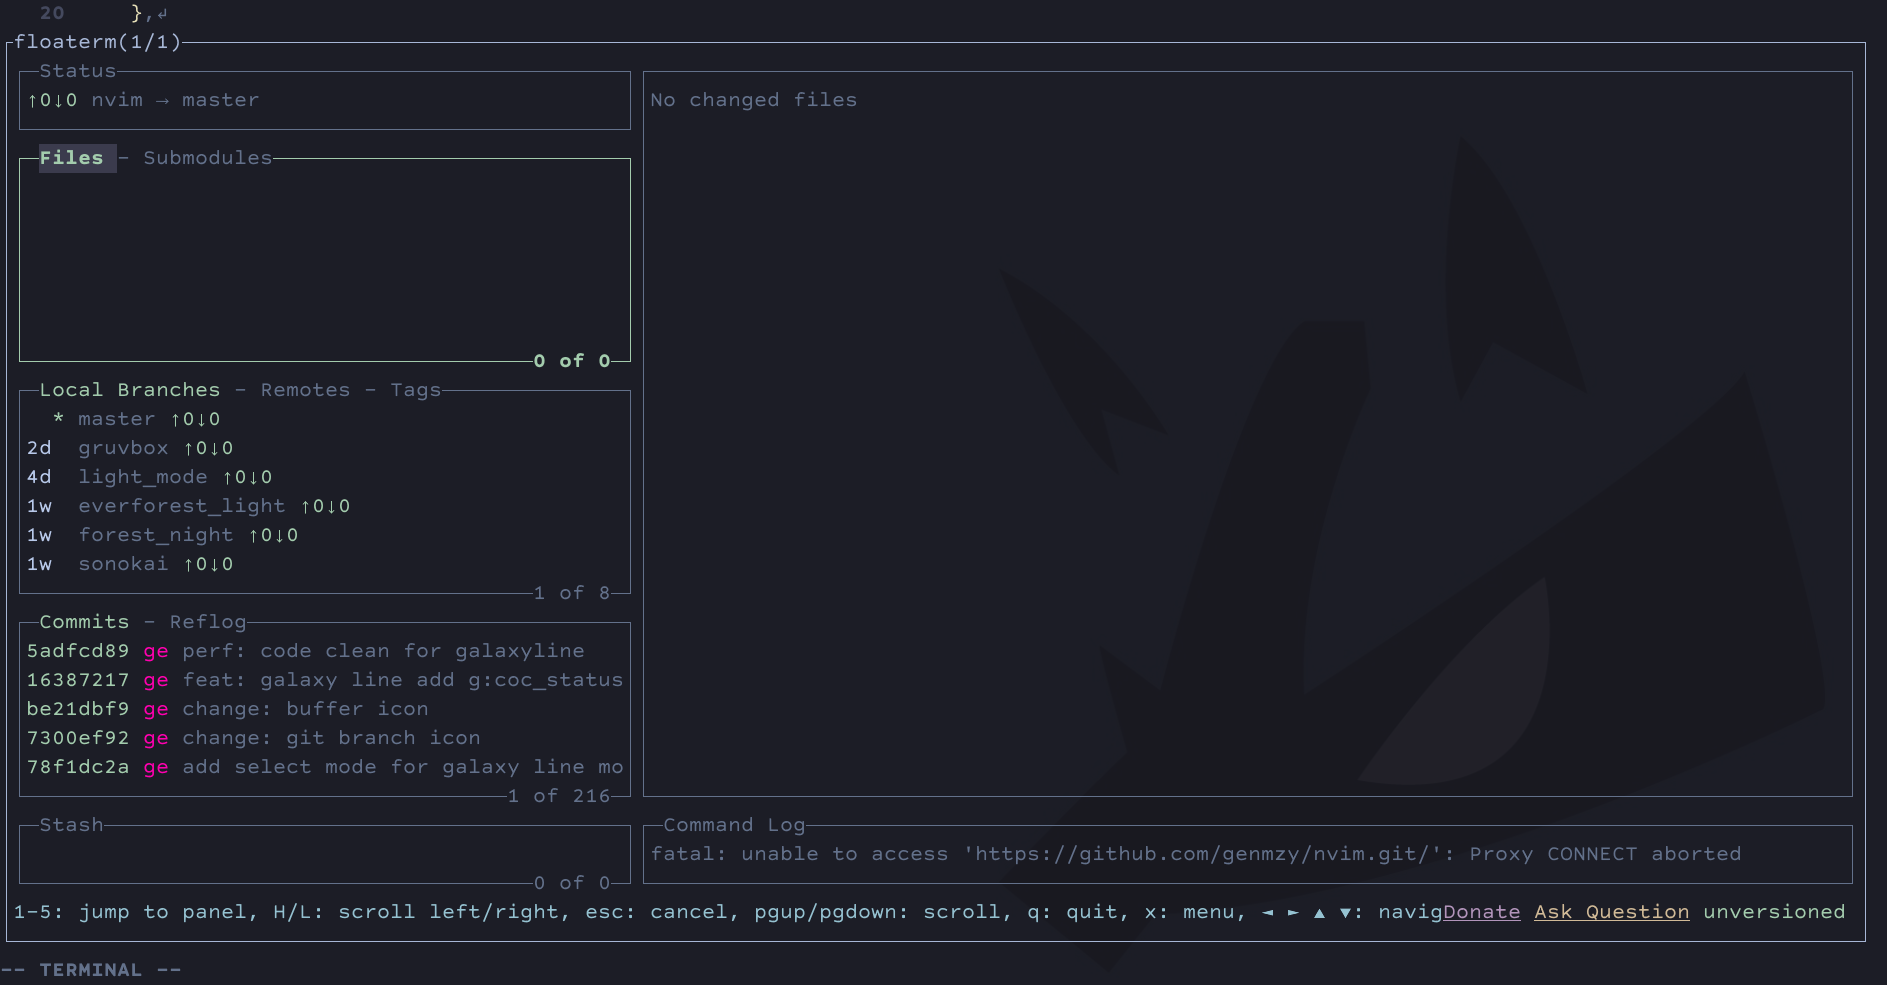 20 },↲
floaterm(1/1)
Status
↑0↓0 nvim → master
Files - Submodules
0 of 0
Local Branches - Remotes - Tags
* master ↑0↓0
2d gruvbox ↑0↓0
4d light_mode ↑0↓0
1w everforest_light ↑0↓0
1w forest_night ↑0↓0
1w sonokai ↑0↓0
1 of 8
Commits - Reflog
5adfcd89 ge perf: code clean for galaxyline
16387217 ge feat: galaxy line add g:coc_status
be21dbf9 ge change: buffer icon
7300ef92 ge change: git branch icon
78f1dc2a ge add select mode for galaxy line mo
1 of 216
Stash
0 of 0
No changed files
Command Log
fatal: unable to access 'https://github.com/genmzy/nvim.git/': Proxy CONNECT aborted
1-5: jump to panel, H/L: scroll left/right, esc: cancel, pgup/pgdown: scroll, q: quit, x: menu, ◄ ► ▲ ▼: navigDonate Ask Question unversioned
-- TERMINAL --